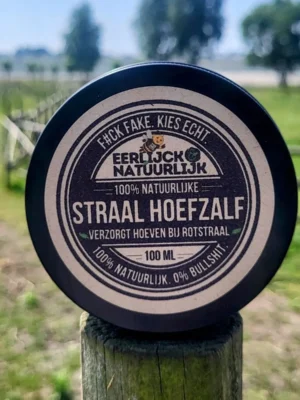 F#CK FAKE. KIES ECHT.
EERLIJCK
NATUURLIJK
100% NATUURLIJKE
STRAAL HOEFZALF
VERZORGT HOEVEN BIJ ROTSTRAAL
100 ML
100% NATUURLIJK. 0% BULLSHIT.